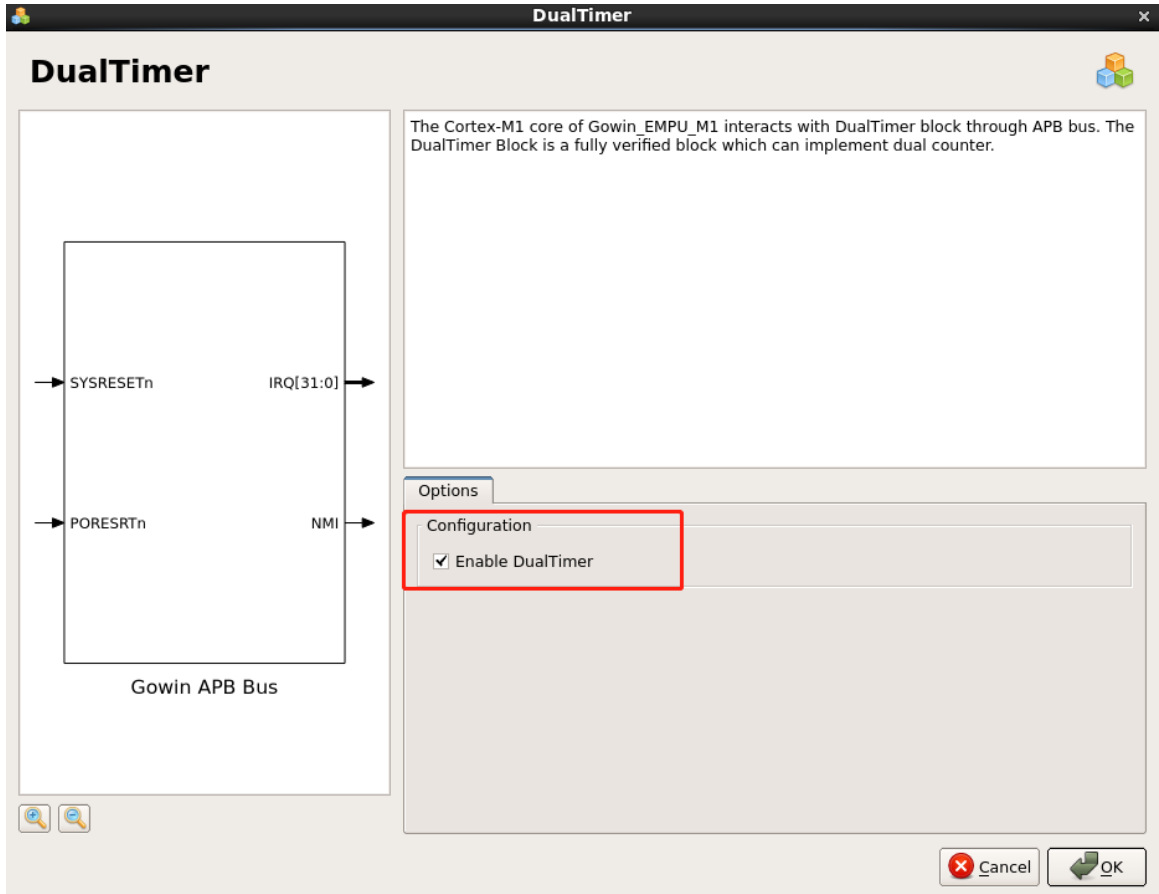 DualTimer
DualTimer
The Cortex-M1 core of Gowin_EMPU_M1 interacts with DualTimer block through APB bus. The
DualTimer Block is a fully verified block which can implement dual counter.
SYSRESETn
IRQ[31:0]
PORESRTn
NMI
Gowin APB Bus
Options
Configuration
Enable DualTimer
Cancel
OK